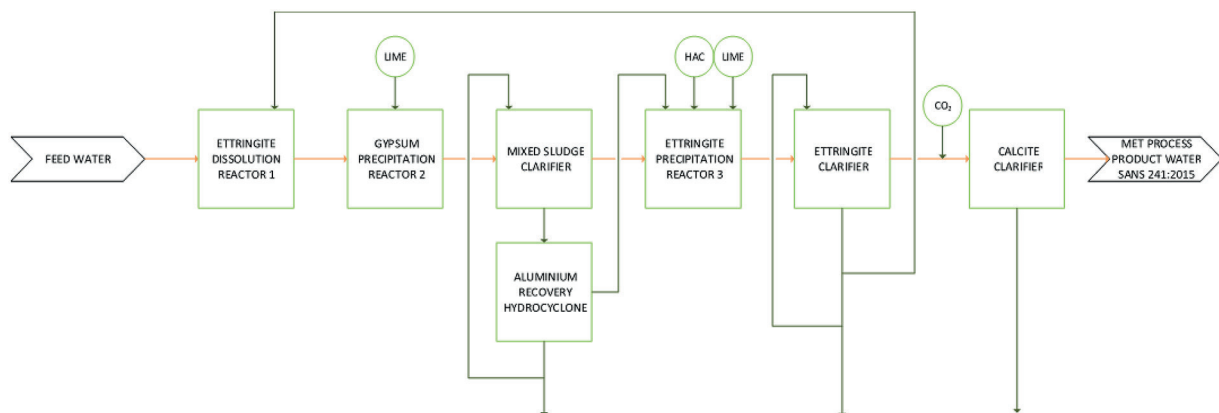 LIME
HAC
LIME
CO₂
FEED WATER
ETTRINGITE
DISSOLUTION
REACTOR 1
GYPSUM
PRECIPITATION
REACTOR 2
MIXED SLUDGE
CLARIFIER
ETTRINGITE
PRECIPITATION
REACTOR 3
ETTRINGITE
CLARIFIER
CALCITE
CLARIFIER
MET PROCESS
PRODUCT WATER
SANS 241:2015
ALUMINIUM
RECOVERY
HYDROCYCLONE